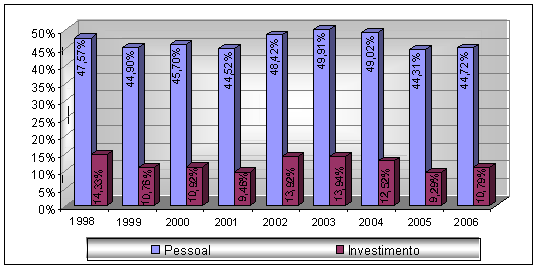 50%
45%
40%
35%
30%
25%
20%
15%
10%
5%
0%
47,57% 44,90% 45,70% 44,52% 48,42% 49,91% 49,02% 44,31% 44,72%
14,33% 10,76% 10,92% 9,48% 13,92% 13,94% 12,52% 9,29% 10,79%
1998 1999 2000 2001 2002 2003 2004 2005 2006
Pessoal Investimento